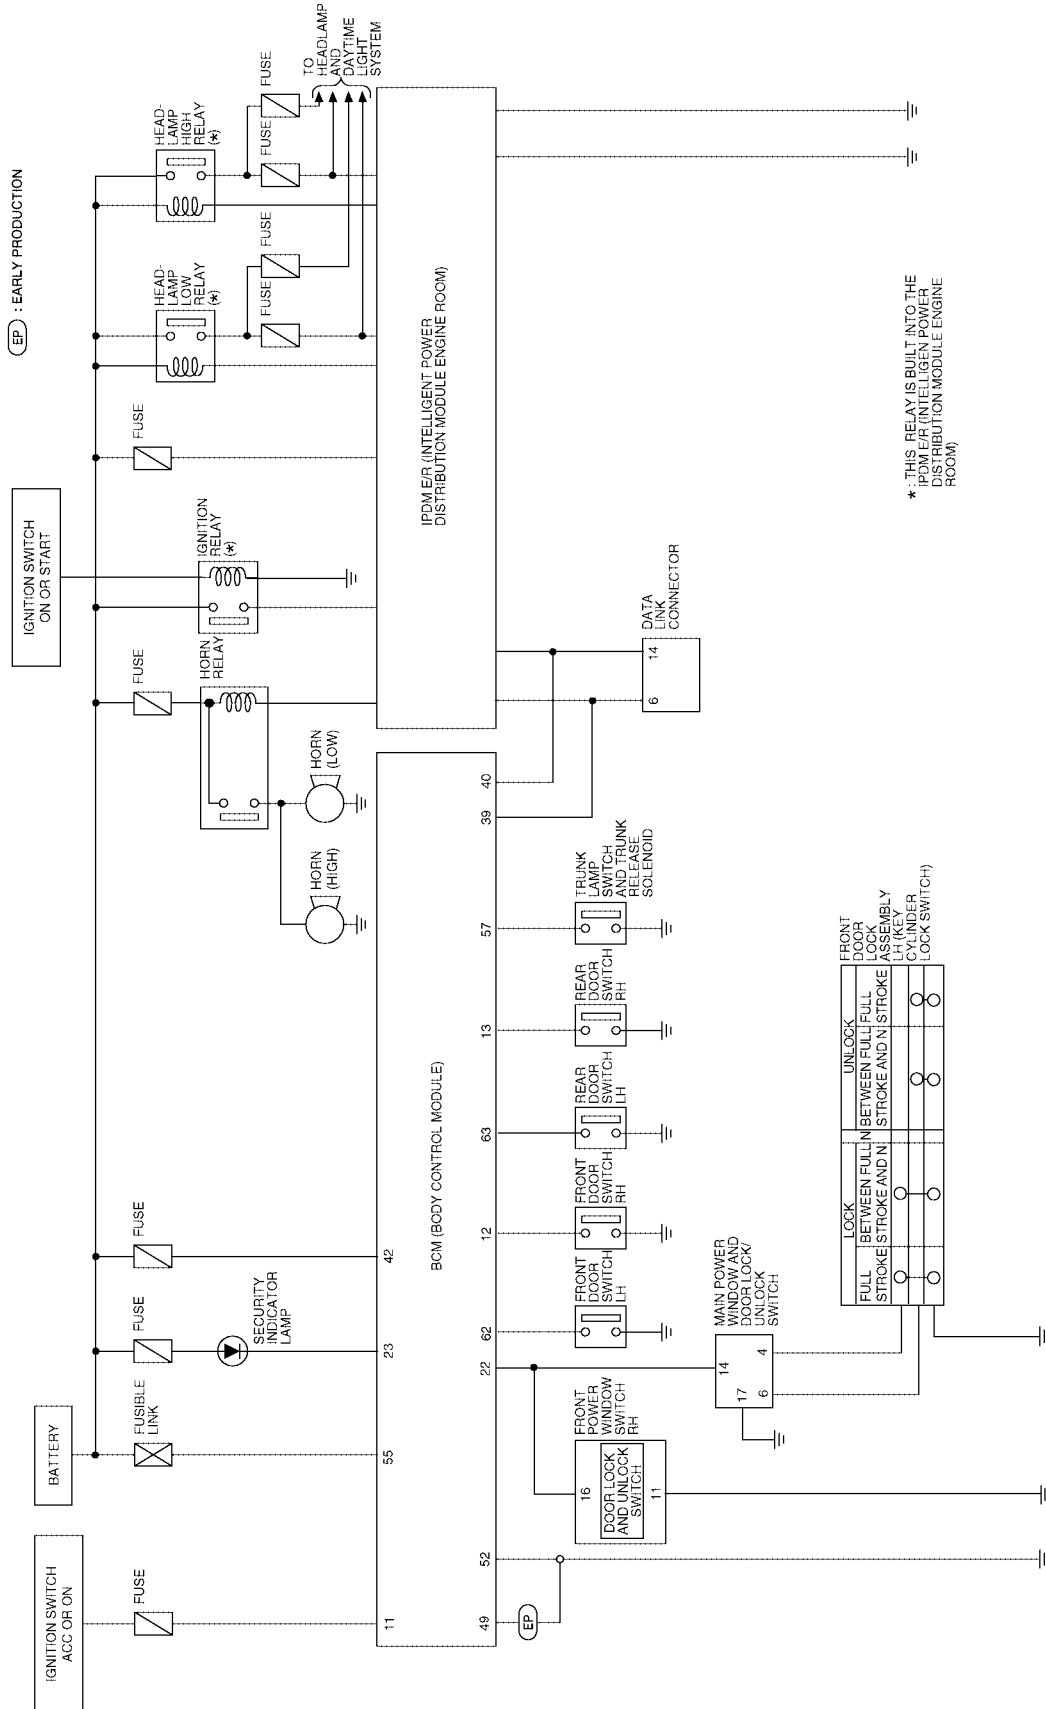 IGNITION SWITCH
ACC OR ON
BATTERY
IGNITION SWITCH
ON OR START
EP : EARLY PRODUCTION
FUSE
FUSIBLE
LINK
FUSE
SECURITY
INDICATOR
LAMP
FUSE
FUSE
HORN
RELAY
HORN
(HIGH)
HORN
(LOW)
IGNITION
RELAY
(*)
FUSE
HEAD-
LAMP
LOW
RELAY
(*)
FUSE
FUSE
HEAD-
LAMP
HIGH
RELAY
(*)
FUSE
FUSE
TO
HEADLAMP
AND
DAYTIME
LIGHT
SYSTEM
11
55
23
42
BCM (BODY CONTROL MODULE)
IPDM E/R (INTELLIGENT POWER
DISTRIBUTION MODULE ENGINE ROOM)
49
52
22
62
12
63
13
57
39
40
EP
FRONT
POWER
WINDOW
SWITCH
RH
16
DOOR LOCK
AND UNLOCK
SWITCH
11
FRONT
DOOR
SWITCH
LH
FRONT
DOOR
SWITCH
RH
REAR
DOOR
SWITCH
LH
REAR
DOOR
SWITCH
RH
TRUNK
LAMP
SWITCH
AND TRUNK
RELEASE
SOLENOID
6
14
DATA
LINK
CONNECTOR
MAIN POWER
WINDOW AND
DOOR LOCK/
UNLOCK
SWITCH
14
17
6
4
LOCK
UNLOCK
FULL
STROKE
BETWEEN FULL
STROKE AND N
N
BETWEEN FULL
STROKE AND N
FULL
STROKE
FRONT
DOOR
LOCK
ASSEMBLY
LH (KEY
CYLINDER
LOCK SWITCH)
* : THIS RELAY IS BUILT INTO THE
IPDM E/R (INTELLIGEN POWER
DISTRIBUTION MODULE ENGINE
ROOM)